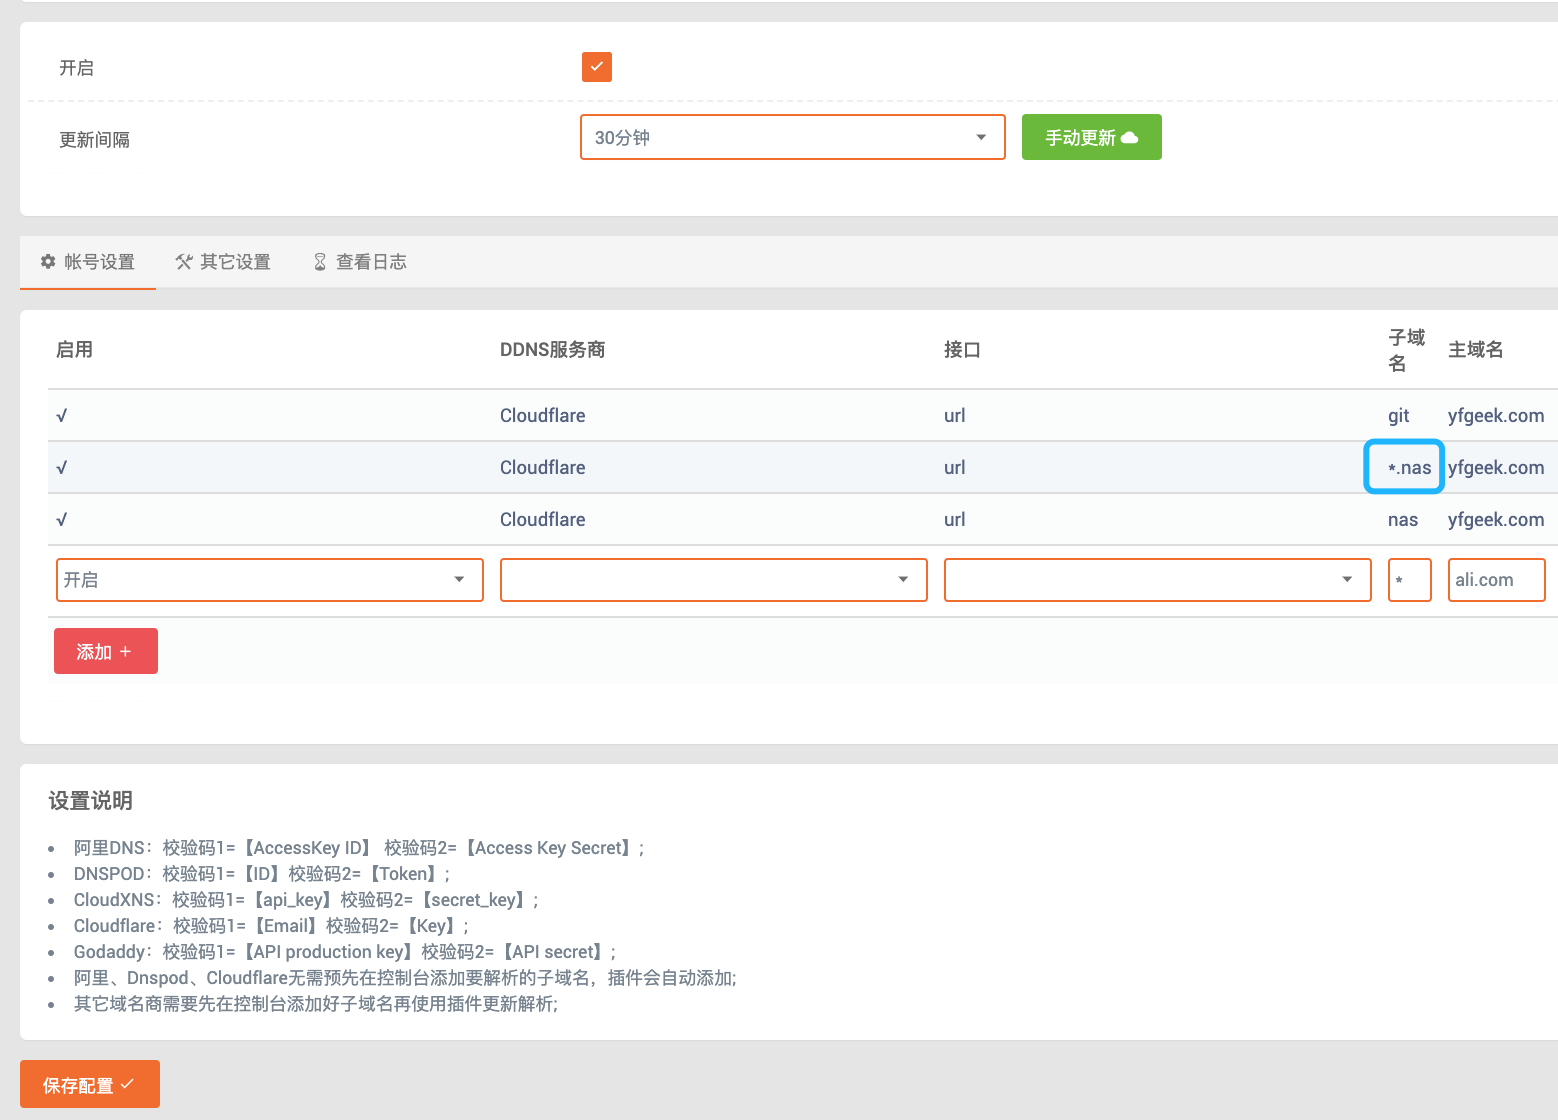 开启
更新间隔
30分钟
手动更新
帐号设置 其它设置 查看日志
启用 DDNS服务商 接口 子域名 主域名
√ Cloudflare url git yfgeek.com
√ Cloudflare url *.nas yfgeek.com
√ Cloudflare url nas yfgeek.com
开启 * ali.com
添加 +
设置说明
阿里DNS：校验码1=【AccessKey ID】 校验码2=【Access Key Secret】;
DNSPOD：校验码1=【ID】校验码2=【Token】;
CloudXNS：校验码1=【api_key】校验码2=【secret_key】;
Cloudflare：校验码1=【Email】校验码2=【Key】;
Godaddy：校验码1=【API production key】校验码2=【API secret】;
阿里、Dnspod、Cloudflare无需预先在控制台添加要解析的子域名，插件会自动添加;
其它域名商需要先在控制台添加好子域名再使用插件更新解析;
保存配置